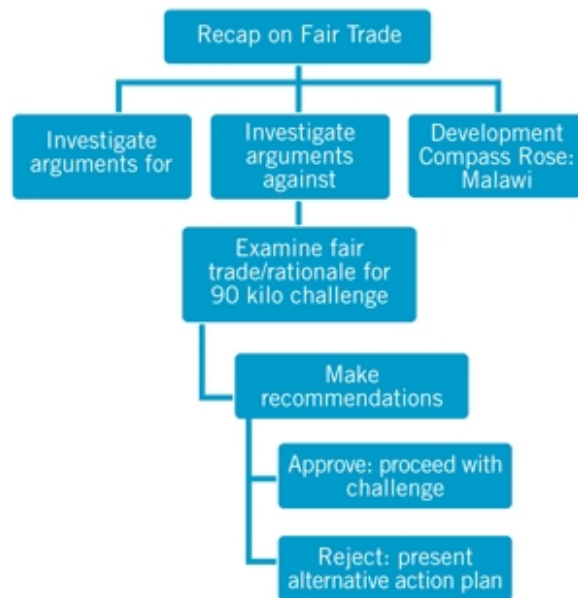 Recap on Fair Trade
Investigate
arguments for
Investigate
arguments
against
Development
Compass Rose:
Malawi
Examine fair
trade/rationale for
90 kilo challenge
Make
recommendations
Approve: proceed with
challenge
Reject: present
alternative action plan